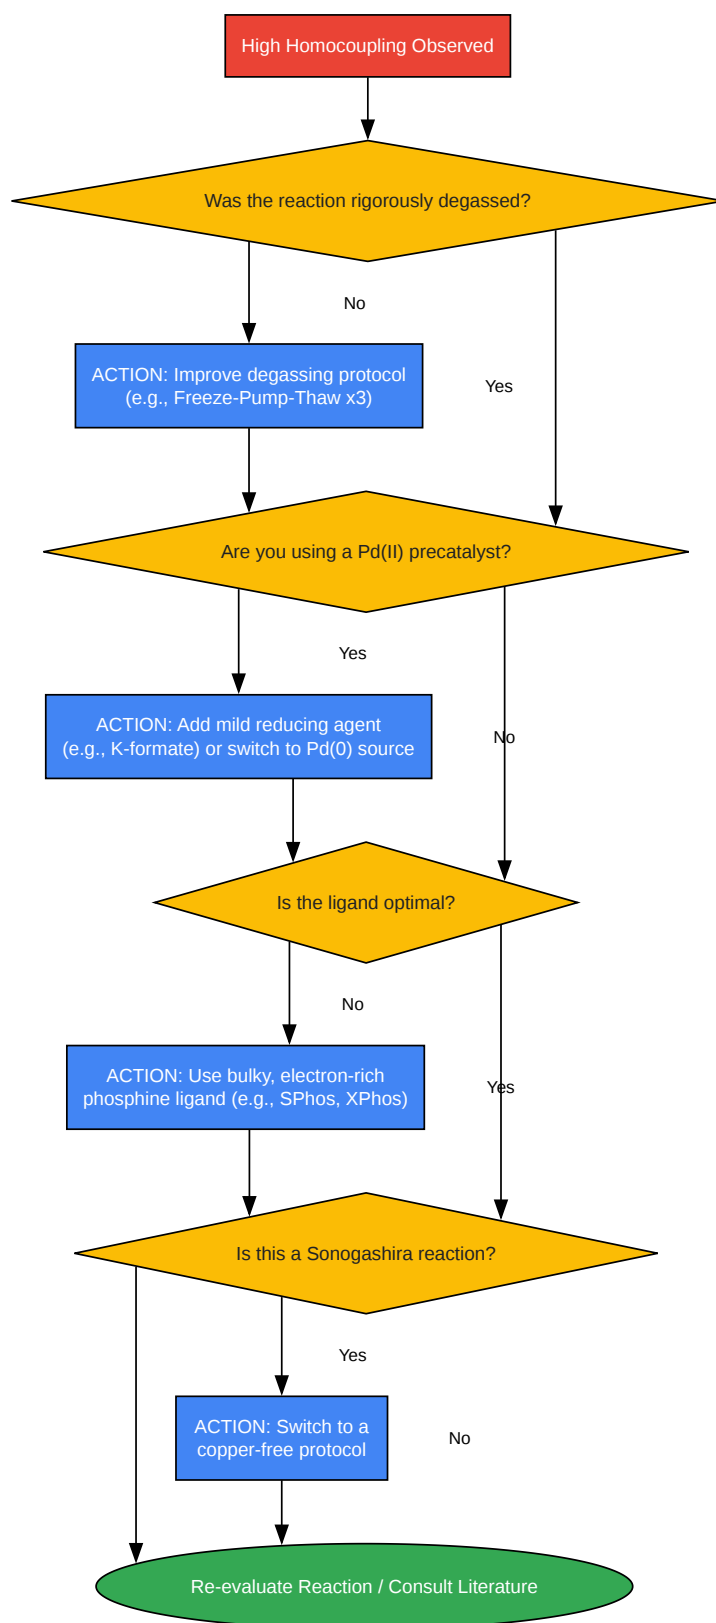 High Homocoupling Observed
Was the reaction rigorously degassed?
No
ACTION: Improve degassing protocol
(e.g., Freeze-Pump-Thaw x3)
Yes
Are you using a Pd(II) precatalyst?
Yes
ACTION: Add mild reducing agent
(e.g., K-formate) or switch to Pd(0) source
No
Is the ligand optimal?
No
ACTION: Use bulky, electron-rich
phosphine ligand (e.g., SPhos, XPhos)
Yes
Is this a Sonogashira reaction?
Yes
ACTION: Switch to a
copper-free protocol
No
Re-evaluate Reaction / Consult Literature